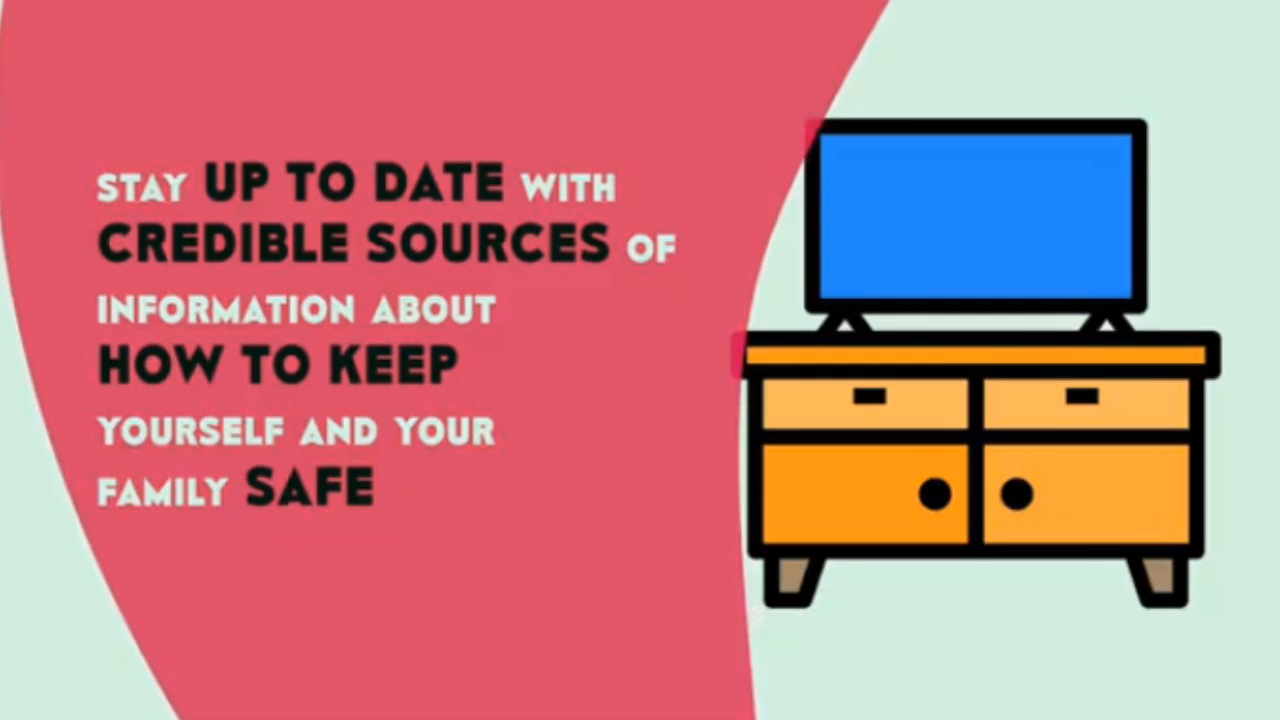 STAY UP TO DATE WITH
CREDIBLE SOURCES OF
INFORMATION ABOUT
HOW TO KEEP
YOURSELF AND YOUR
FAMILY SAFE